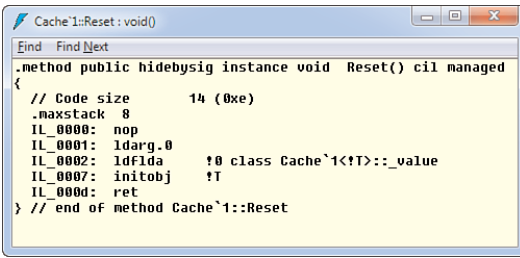 Cache`1::Reset : void()
Find Find Next
.method public hidebysig instance void  Reset() cil managed
{
  // Code size       14 (0xe)
  .maxstack  8
  IL_0000:  nop
  IL_0001:  ldarg.0
  IL_0002:  ldflda     !0 class Cache`1<!T>::_value
  IL_0007:  initobj    !T
  IL_000d:  ret
} // end of method Cache`1::Reset